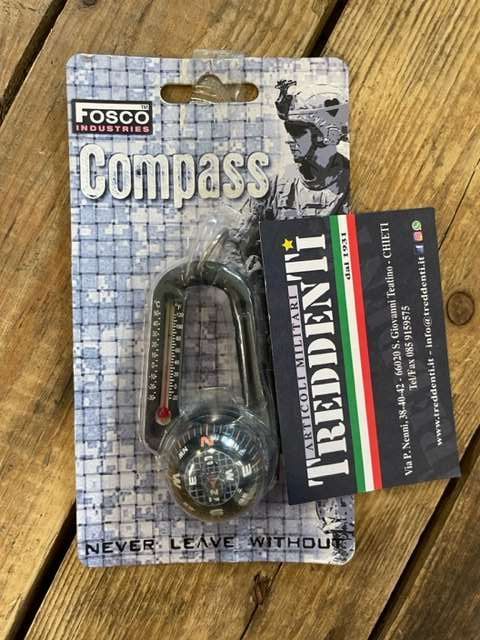 FOSCO TM
INDUSTRIES
Compass
°C °F
N
W
E
NEVER LEAVE WITHOUT
ARTICOLI MILITARI
TREDDENTI
dal 1931
Via P. Nenni, 38-40-42 - 66020 S. Giovanni Teatino - CHIETI
Tel/Fax 085 9159575
www.treddenti.it - info@treddenti.it